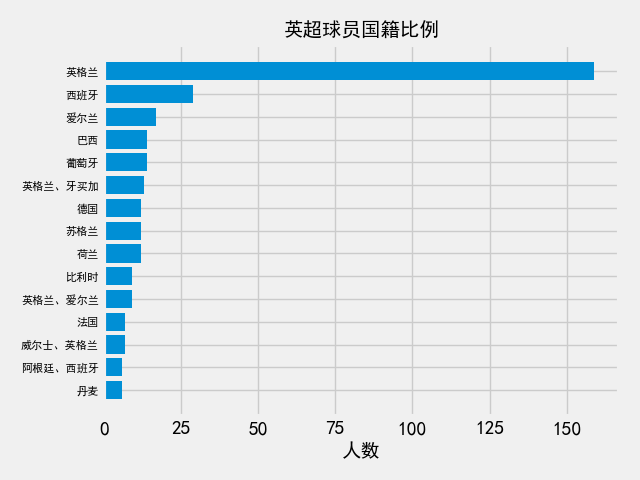 英超球员国籍比例
英格兰
西班牙
爱尔兰
巴西
葡萄牙
英格兰、牙买加
德国
苏格兰
荷兰
比利时
英格兰、爱尔兰
法国
威尔士、英格兰
阿根廷、西班牙
丹麦
0 25 50 75 100 125 150
人数